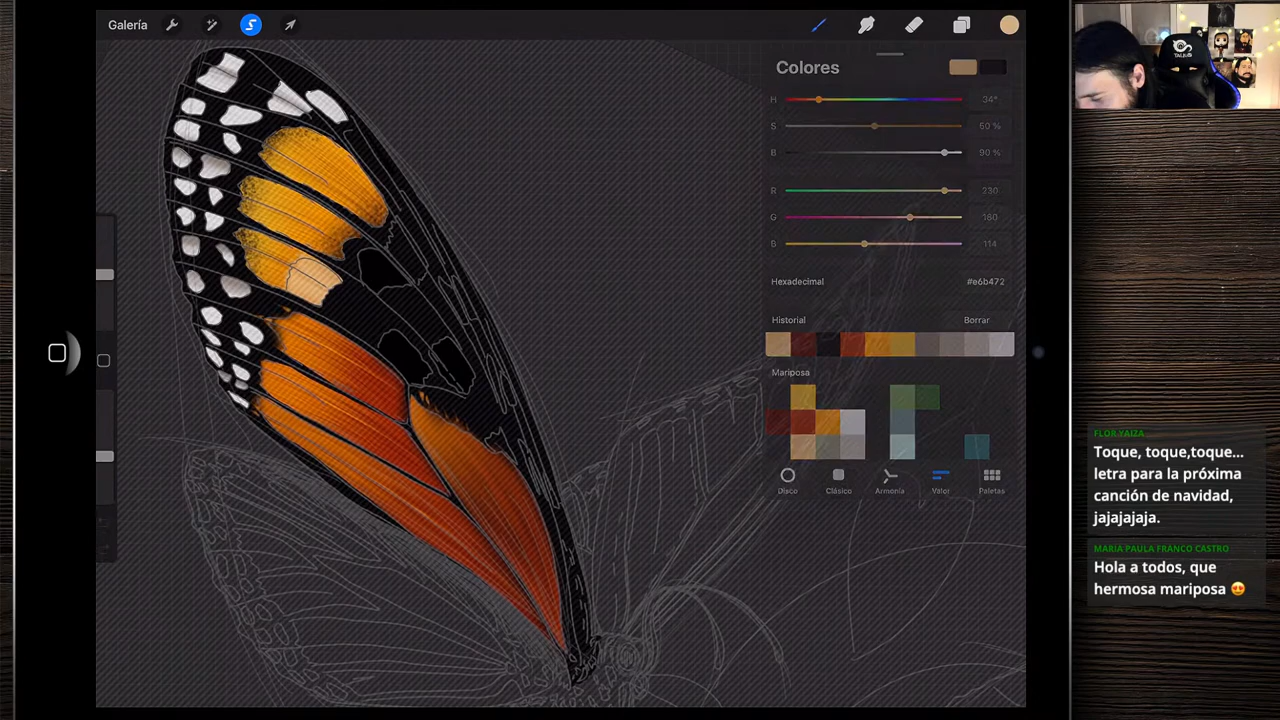 Galería
Colores
H 34°
S 50 %
B 90 %
R 230
G 180
B 114
Hexadecimal #e6b472
Historial Borrar
Mariposa
Disco Clásico Armonía Valor Paletas
FLOR YAIZA
Toque, toque,toque...
letra para la próxima
canción de navidad,
jajajajaja.
MARÍA PAULA FRANCO CASTRO
Hola a todos, que
hermosa mariposa 😍